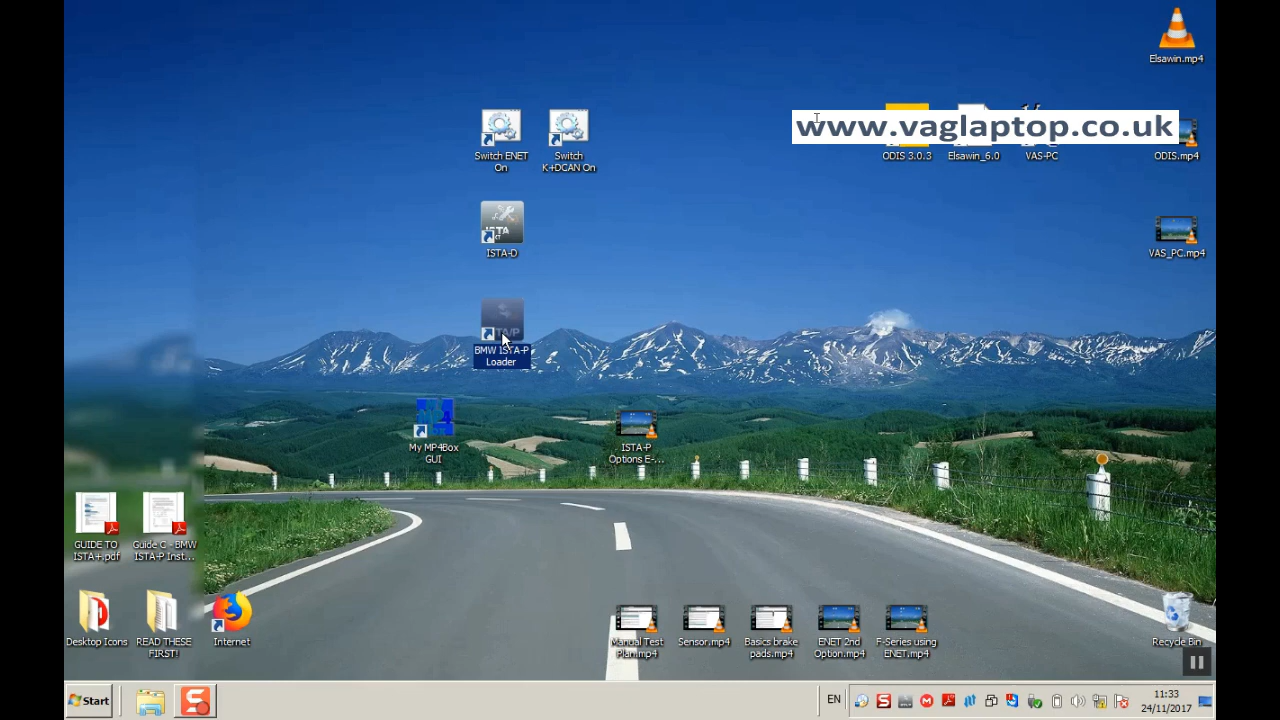 Elsawin.mp4
www.vaglaptop.co.uk
Switch ENET
On
Switch
K+DCAN On
ODIS 3.0.3
Elsawin_6.0
VAS-PC
ODIS.mp4
ISTA
ISTA-D
VAS_PC.mp4
BMW ISTA-P
Loader
My MP4Box
GUI
ISTA-P
Options E-...
GUIDE TO
ISTA+.pdf
Guide C - BMW
ISTA-P Inst...
Desktop Icons
READ THESE
FIRST!
Internet
Manual Test
Plan.mp4
Sensor.mp4
Basics brake
pads.mp4
ENET 2nd
Option.mp4
F-Series using
ENET.mp4
Recycle Bin
Start
EN
11:33
24/11/2017